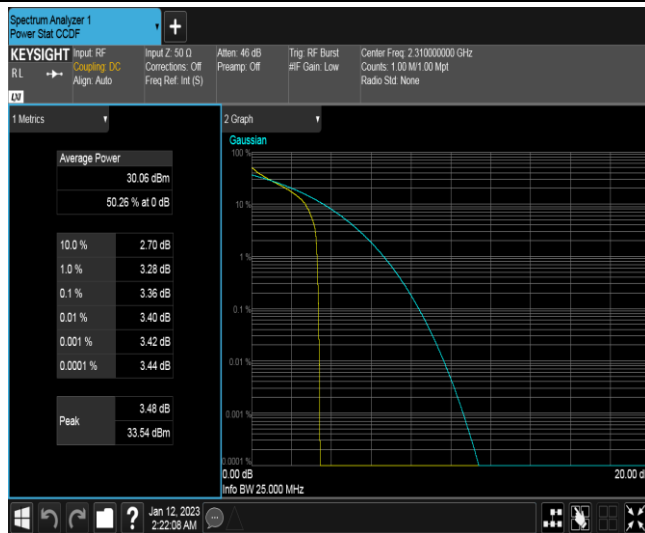 Spectrum Analyzer 1
Power Stat CCDF
+
KEYSIGHT
RL
Input: RF
Coupling: DC
Align: Auto
Input Z: 50 Ω
Corrections: Off
Freq Ref: Int (S)
Atten: 46 dB
Preamp: Off
Trig: RF Burst
#IF Gain: Low
Center Freq: 2.310000000 GHz
Counts: 1.00 M/1.00 Mpt
Radio Std: None
1 Metrics
Average Power
30.06 dBm
50.26 % at 0 dB
10.0 % 2.70 dB
1.0 % 3.28 dB
0.1 % 3.36 dB
0.01 % 3.40 dB
0.001 % 3.42 dB
0.0001 % 3.44 dB
Peak
3.48 dB
33.54 dBm
2 Graph
Gaussian
100 %
10 %
1 %
0.1 %
0.01 %
0.001 %
0.0001 %
0.00 dB
20.00 d
Info BW 25.000 MHz
?
Jan 12, 2023
2:22:08 AM